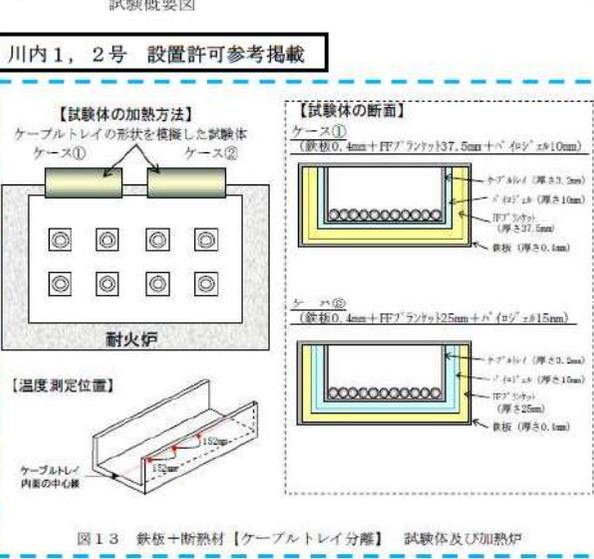 試験概要図
川内1，2号　設置許可参考掲載
【試験体の加熱方法】
ケーブルトレイの形状を模擬した試験体
ケース①
ケース②
耐火炉
【温度測定位置】
152mm
152mm
ケーブルトレイ
内面の中心線
【試験体の断面】
ケース①
(鉄板0.4mm＋FFﾌﾞﾗﾝｹｯﾄ37.5mm＋ﾊﾟｲﾛｼﾞｪﾙ10mm)
ｹｰﾌﾞﾙﾄﾚｲ (厚さ3.2mm)
ﾊﾟｲﾛｼﾞｪﾙ (厚さ10mm)
FFﾌﾞﾗﾝｹｯﾄ
(厚さ37.5mm)
鉄板 (厚さ0.4mm)
(鉄板0.4mm＋FFﾌﾞﾗﾝｹｯﾄ25mm＋ﾊﾟｲﾛｼﾞｪﾙ15mm)
ｹｰﾌﾞﾙﾄﾚｲ (厚さ3.2mm)
ﾊﾟｲﾛｼﾞｪﾙ (厚さ15mm)
FFﾌﾞﾗﾝｹｯﾄ
(厚さ25mm)
鉄板 (厚さ0.4mm)
図13　鉄板＋断熱材【ケーブルトレイ分離】　試験体及び加熱炉